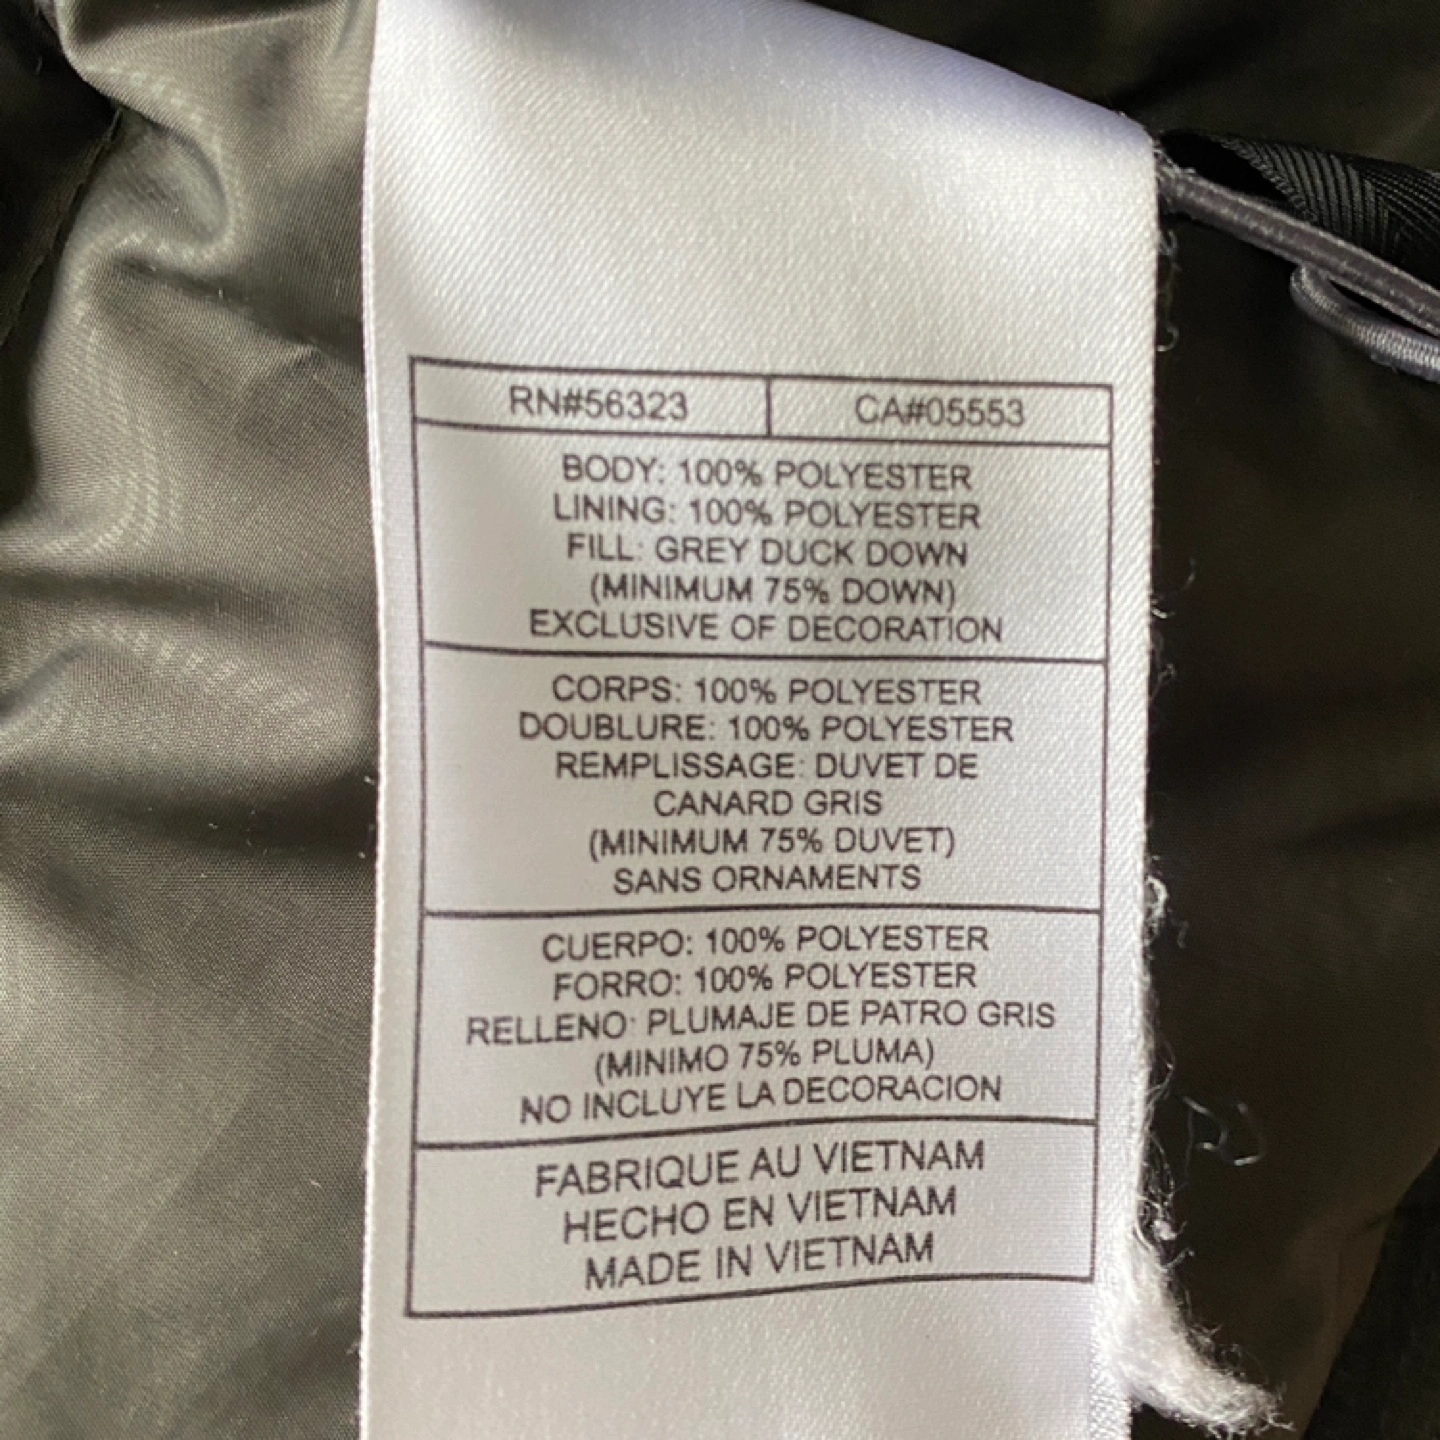 RN#56323 CA#05553
BODY: 100% POLYESTER
LINING: 100% POLYESTER
FILL: GREY DUCK DOWN
(MINIMUM 75% DOWN)
EXCLUSIVE OF DECORATION
CORPS: 100% POLYESTER
DOUBLURE: 100% POLYESTER
REMPLISSAGE: DUVET DE
CANARD GRIS
(MINIMUM 75% DUVET)
SANS ORNAMENTS
CUERPO: 100% POLYESTER
FORRO: 100% POLYESTER
RELLENO: PLUMAJE DE PATRO GRIS
(MINIMO 75% PLUMA)
NO INCLUYE LA DECORACION
FABRIQUE AU VIETNAM
HECHO EN VIETNAM
MADE IN VIETNAM